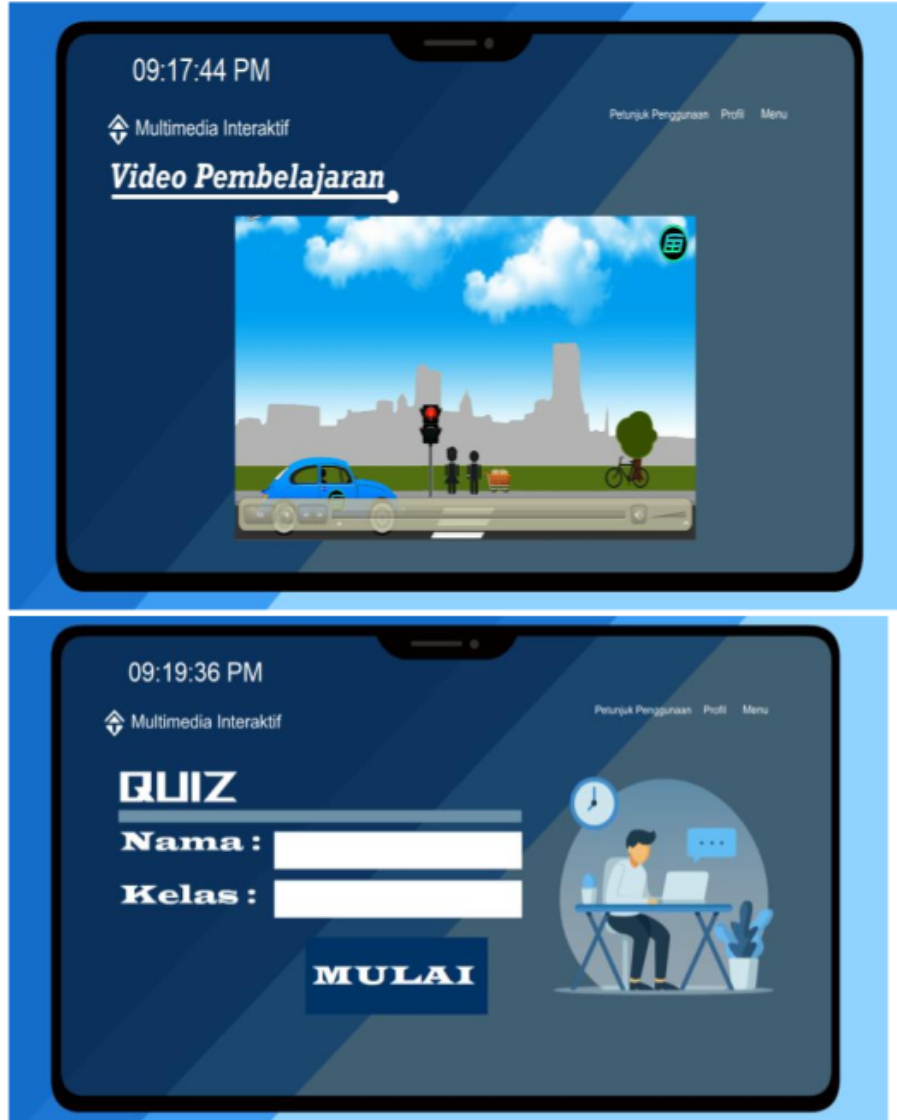 09:17:44 PM
Multimedia Interaktif
Petunjuk Penggunaan Profil Menu
Video Pembelajaran
09:19:36 PM
Multimedia Interaktif
Petunjuk Penggunaan Profil Menu
QUIZ
Nama :
Kelas :
MULAI